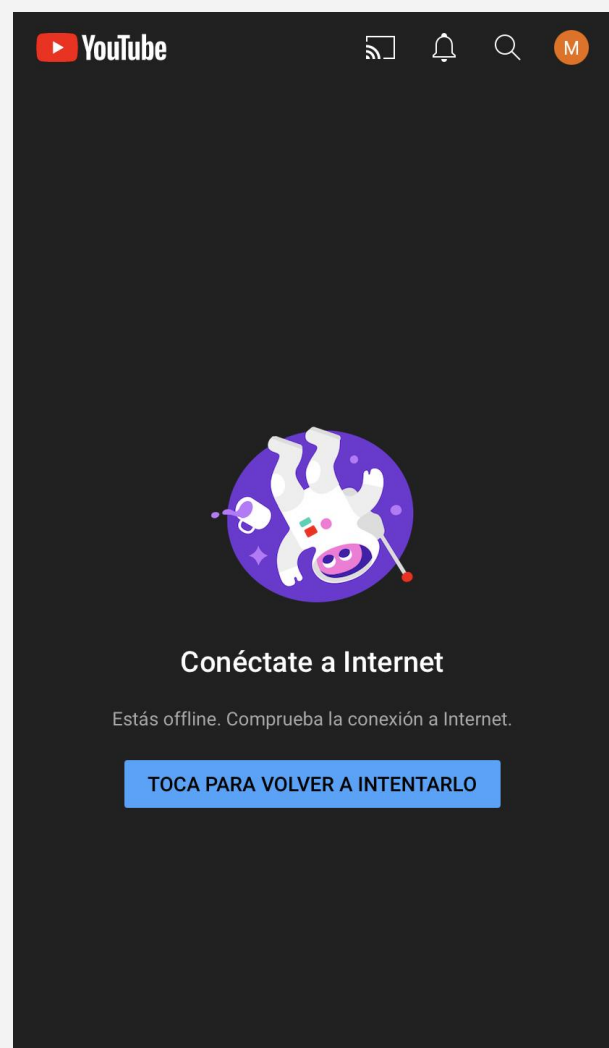 YouTube
M
Conéctate a Internet
Estás offline. Comprueba la conexión a Internet.
TOCA PARA VOLVER A INTENTARLO